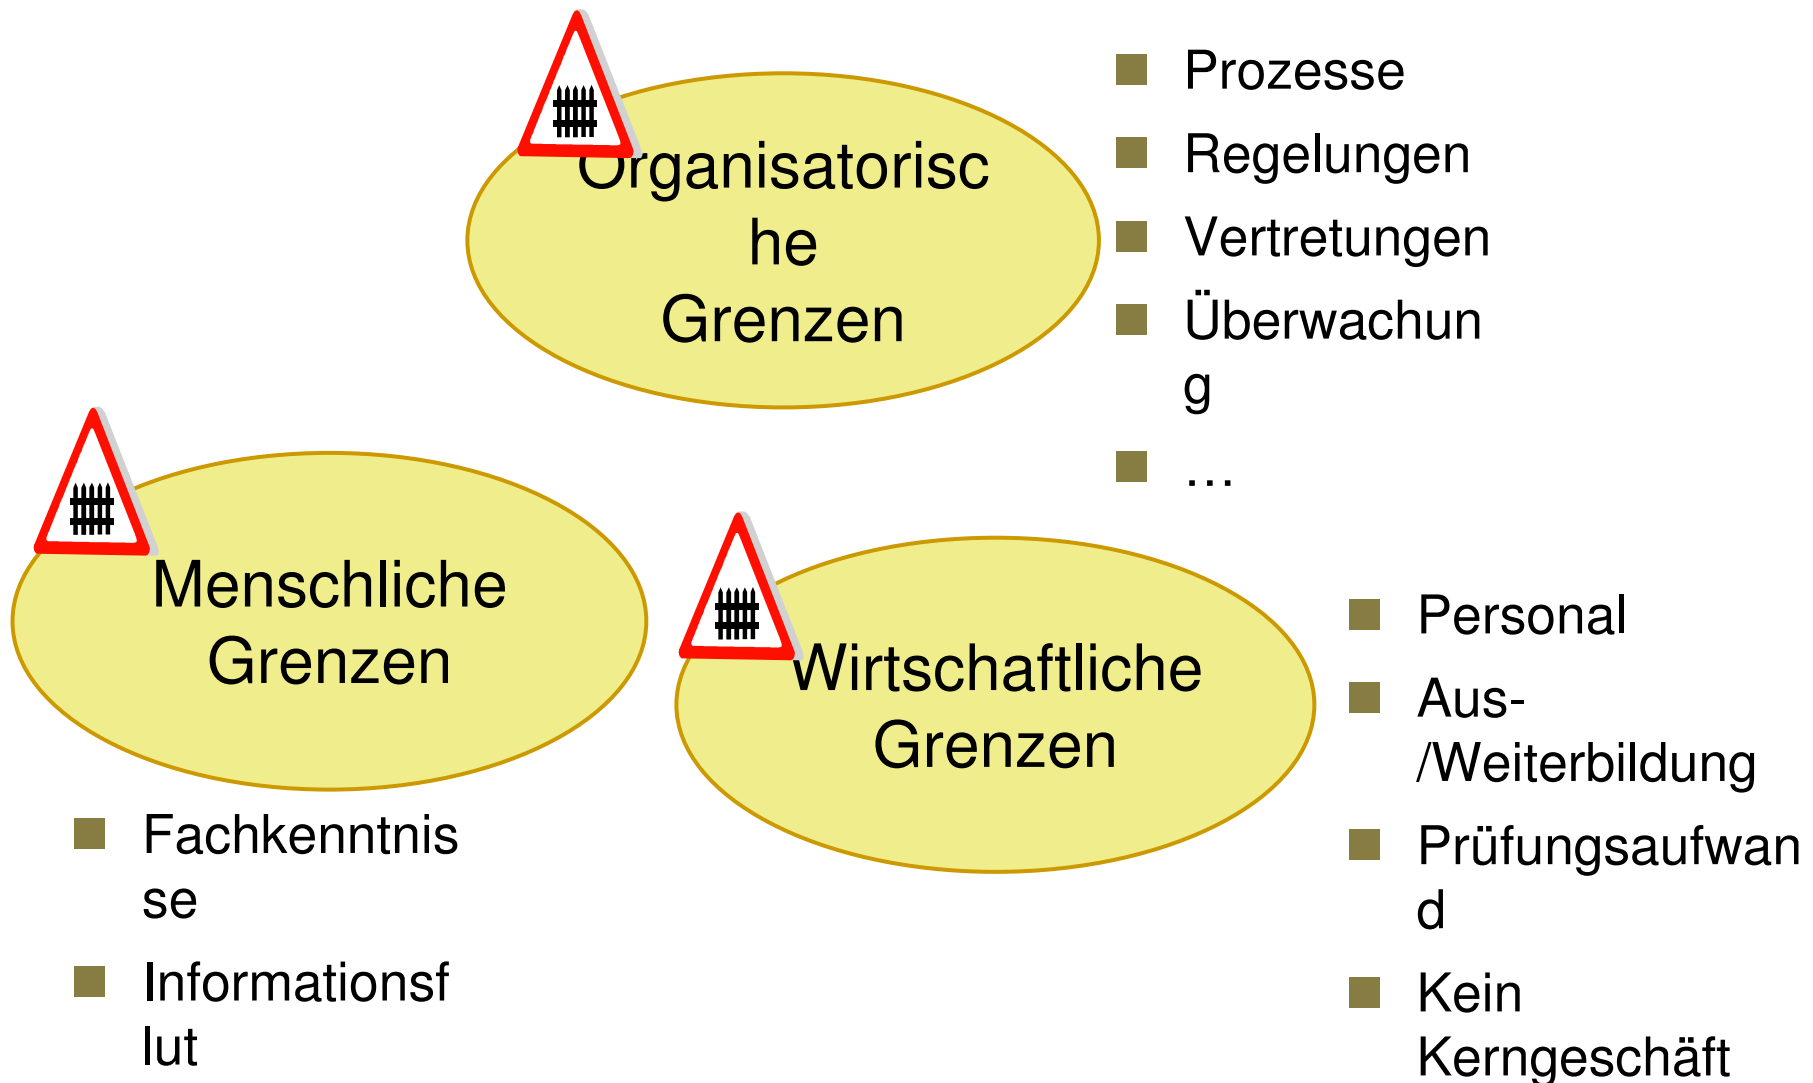 Organisatorisc
he
Grenzen
Prozesse
Regelungen
Vertretungen
Überwachun
g
…
Menschliche
Grenzen
Fachkenntnis
se
Informationsf
lut
Wirtschaftliche
Grenzen
Personal
Aus-
/Weiterbildung
Prüfungsaufwan
d
Kein
Kerngeschäft